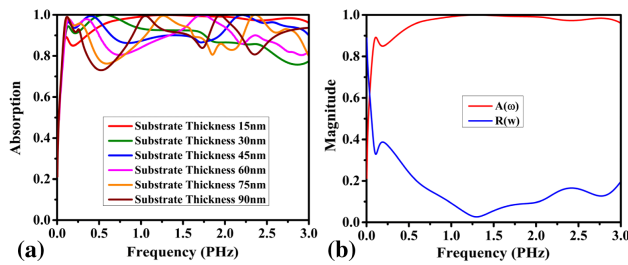 1.0
0.8
0.6
0.4
0.2
0.0
Absorption
Substrate Thickness 15nm
Substrate Thickness 30nm
Substrate Thickness 45nm
Substrate Thickness 60nm
Substrate Thickness 75nm
Substrate Thickness 90nm
0.0 0.5 1.0 1.5 2.0 2.5 3.0
Frequency (PHz)
(a)
1.0
0.8
0.6
0.4
0.2
0.0
Magnitude
A(ω)
R(w)
0.0 0.5 1.0 1.5 2.0 2.5 3.0
Frequency (PHz)
(b)